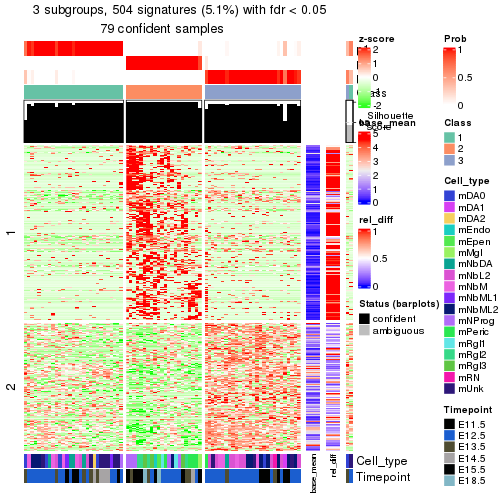 3 subgroups, 504 signatures (5.1%) with fdr < 0.05
79 confident samples
1
2
base_mean
rel_diff
Cell_type
Timepoint
z-score
2
1
0
-1
-2
Class
Silhouette
score
base_mean
6
5
4
3
2
1
0
rel_diff
1
0.5
0
Status (barplots)
confident
ambiguous
Prob
1
0.5
0
Class
1
2
3
Cell_type
mDA0
mDA1
mDA2
mEndo
mEpen
mMgl
mNbDA
mNbL2
mNbM
mNbML1
mNbML2
mNProg
mPeric
mRgl1
mRgl2
mRgl3
mRN
mUnk
Timepoint
E11.5
E12.5
E13.5
E14.5
E15.5
E18.5